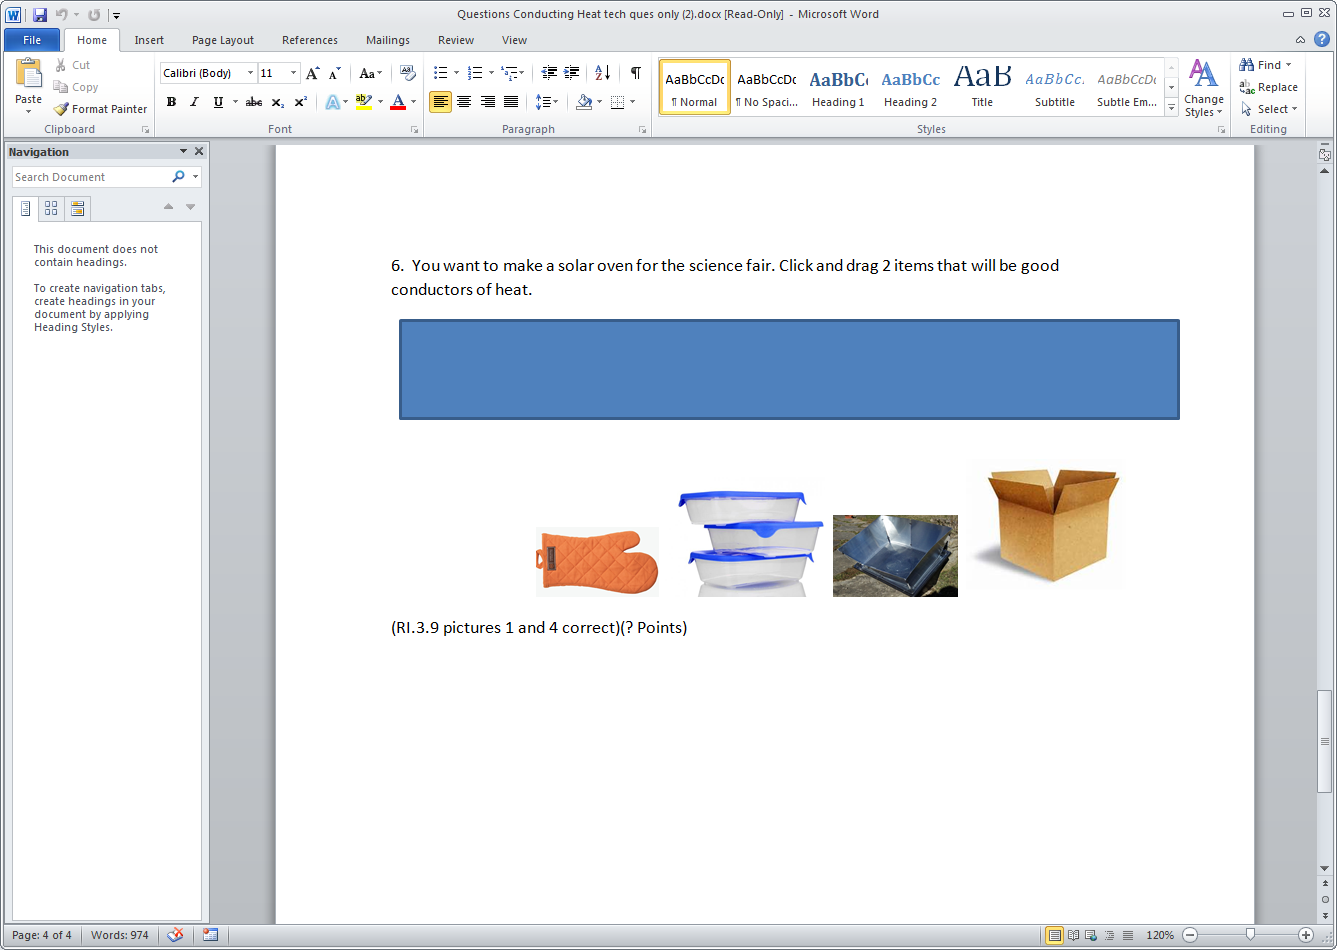 Questions Conducting Heat tech ques only (2).docx [Read-Only] - Microsoft Word
File Home Insert Page Layout References Mailings Review View
Paste
Cut
Copy
Format Painter
Clipboard
Calibri (Body) 11
Font
Paragraph
AaBbCcDc AaBbCcDc AaBbC AaBbCc AaB AaBbCc. AaBbCcDc
¶ Normal ¶ No Spaci... Heading 1 Heading 2 Title Subtitle Subtle Em...
Change Styles
Styles
Find
Replace
Select
Editing
Navigation
Search Document
This document does not
contain headings.
To create navigation tabs,
create headings in your
document by applying
Heading Styles.
6. You want to make a solar oven for the science fair. Click and drag 2 items that will be good
conductors of heat.
(RI.3.9 pictures 1 and 4 correct)(? Points)
Page: 4 of 4 Words: 974 120%